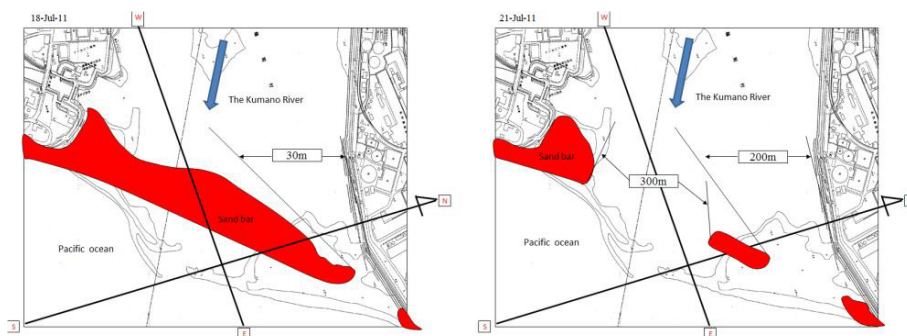 18-Jul-11
W
The Kumano River
30m
N
Sand bar
Pacific ocean
S
E
21-Jul-11
W
The Kumano River
Sand bar
200m
300m
N
Pacific ocean
S
E